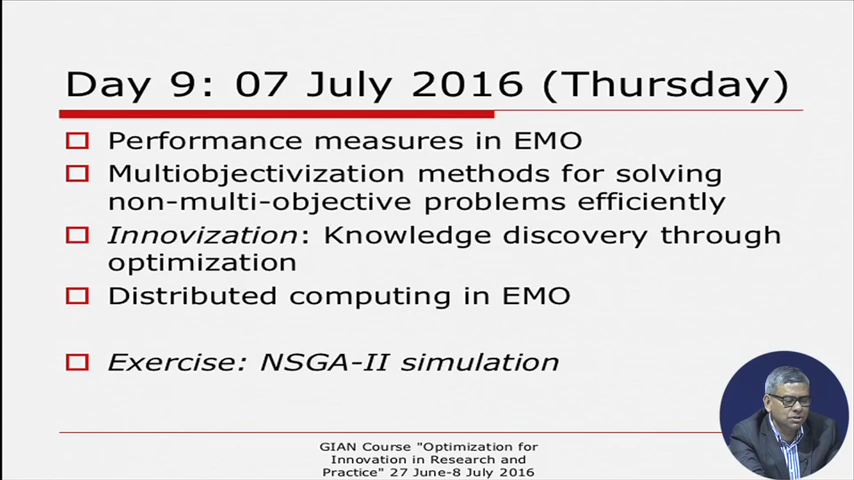 Day 9: 07 July 2016 (Thursday)
Performance measures in EMO
Multiobjectivization methods for solving
non-multi-objective problems efficiently
Innovization: Knowledge discovery through
optimization
Distributed computing in EMO
Exercise: NSGA-II simulation
GIAN Course "Optimization for
Innovation in Research and
Practice" 27 June-8 July 2016